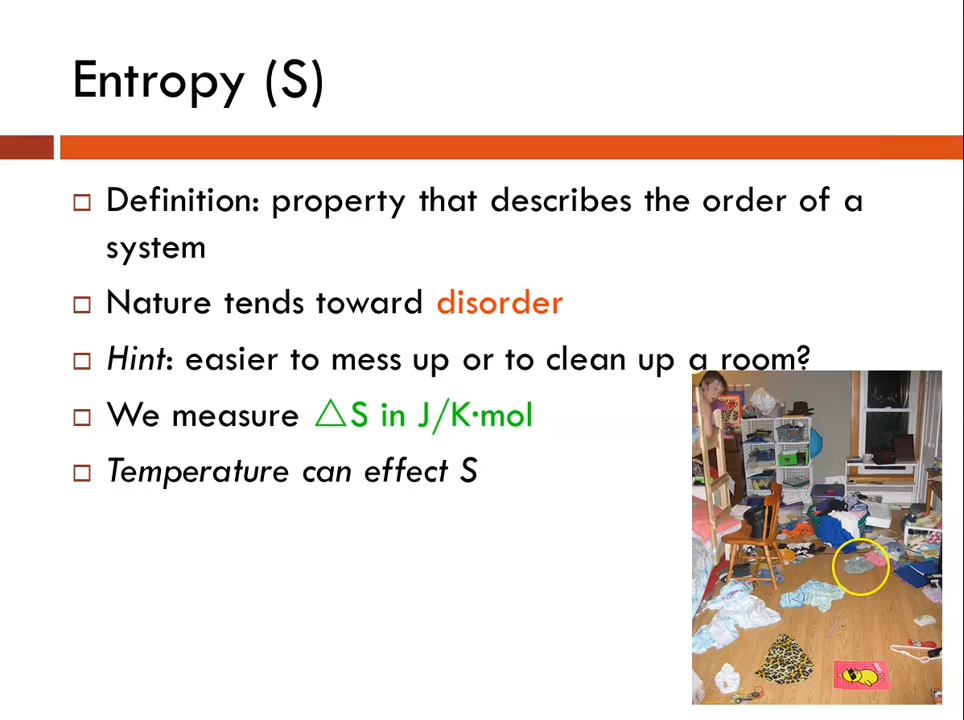 Entropy (S)
Definition: property that describes the order of a
system
Nature tends toward disorder
Hint: easier to mess up or to clean up a room?
We measure △S in J/K·mol
Temperature can effect S